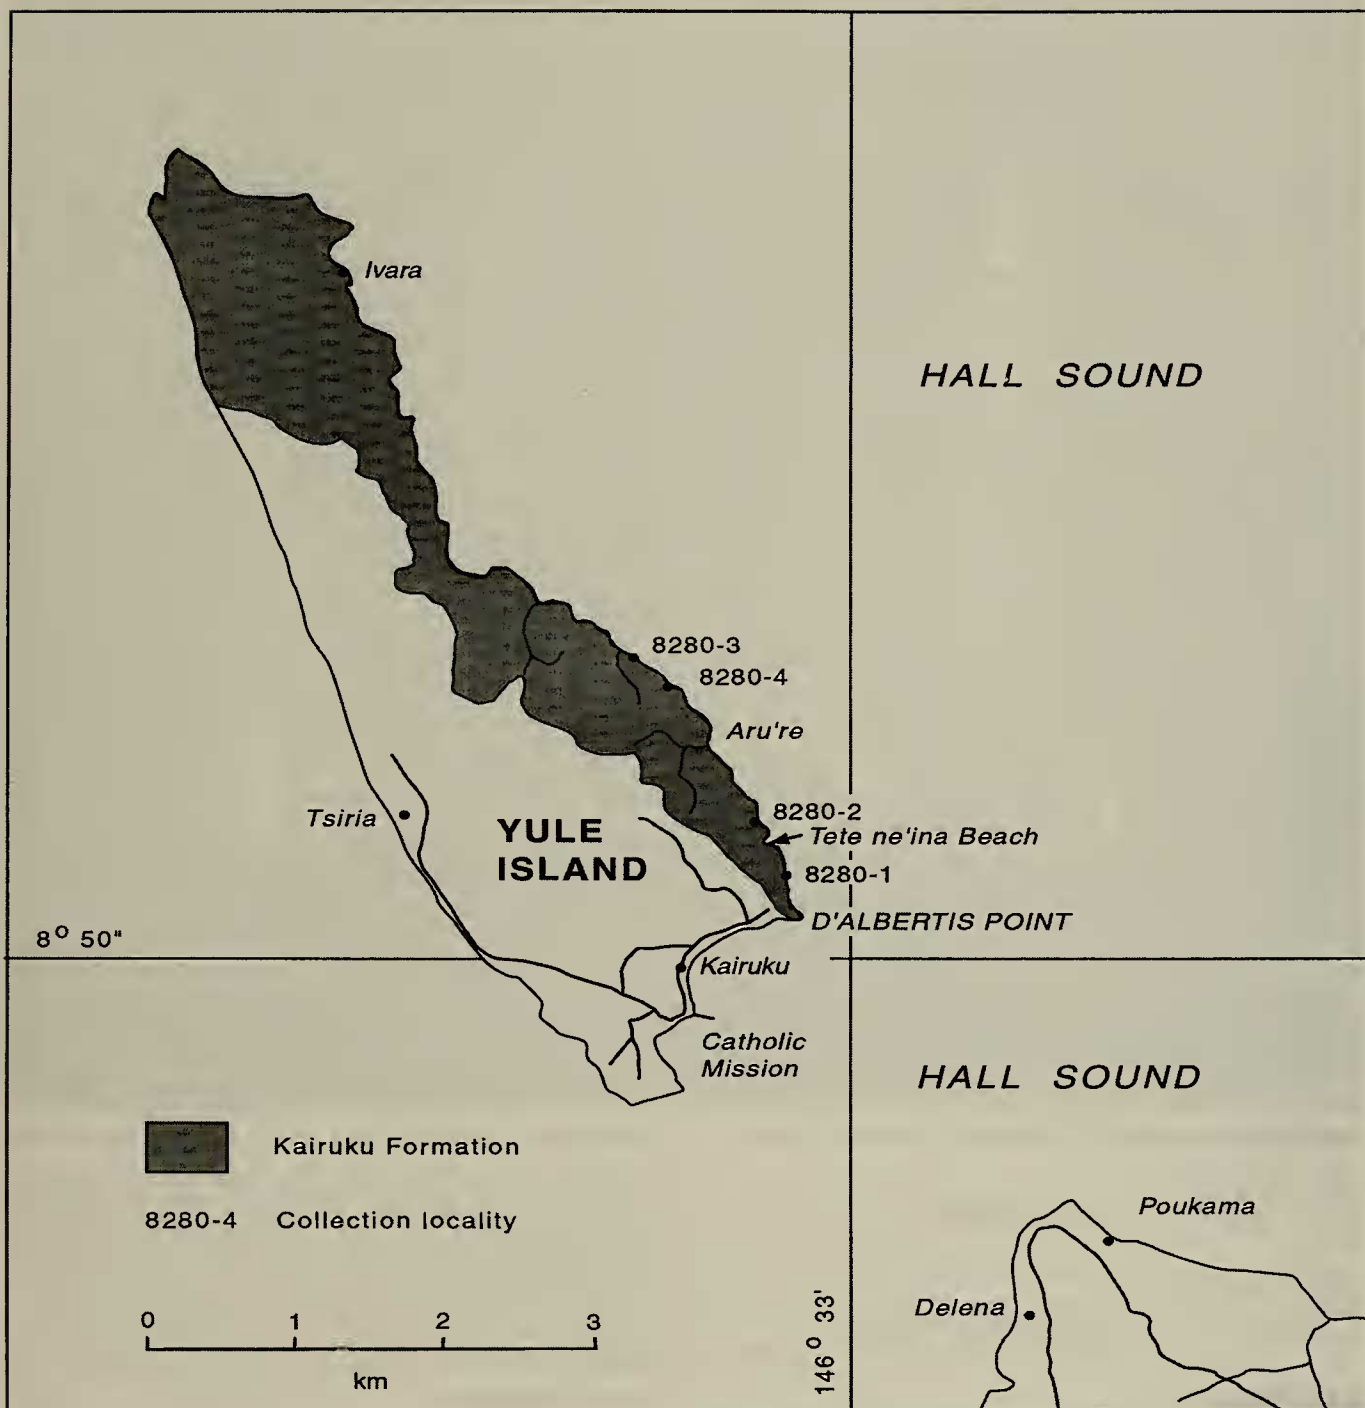 Ivara
HALL SOUND
8280-3
8280-4
Aru're
8280-2
Tsiria
YULE
ISLAND
Tete ne'ina Beach
8280-1
D'ALBERTIS POINT
8° 50"
Kairuku
Catholic
Mission
HALL SOUND
Kairuku Formation
Poukama
8280-4 Collection locality
Delena
0 1 2 3
km
146° 33'